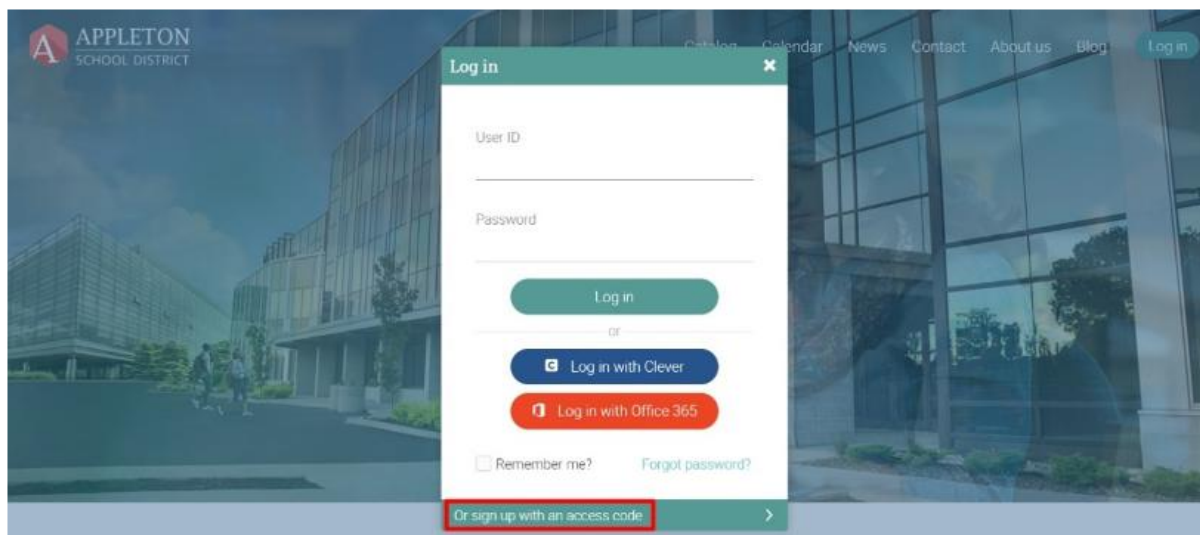 APPLETON
SCHOOL DISTRICT
Catalog Calendar News Contact About us Blog Log in
Log in
User ID
Password
Log in
or
Log in with Clever
Log in with Office 365
Remember me? Forgot password?
Or sign up with an access code